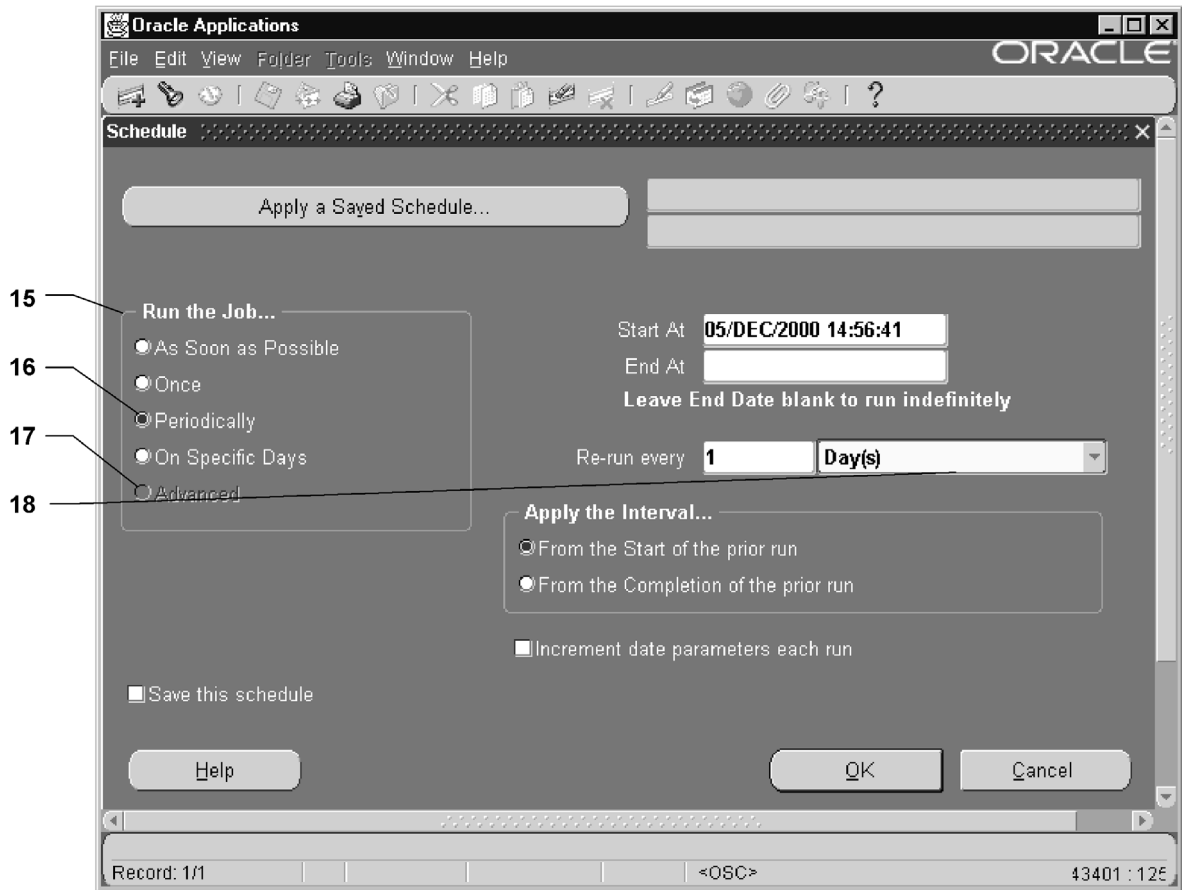 Oracle Applications
File Edit View Folder Tools Window Help
ORACLE
?
Schedule
Apply a Saved Schedule...
15
Run the Job...
As Soon as Possible
16
Once
Periodically
17
On Specific Days
18
Advanced
Start At 05/DEC/2000 14:56:41
End At
Leave End Date blank to run indefinitely
Re-run every 1 Day(s)
Apply the Interval...
From the Start of the prior run
From the Completion of the prior run
Increment date parameters each run
Save this schedule
Help OK Cancel
Record: 1/1 <OSC> 43401 : 125